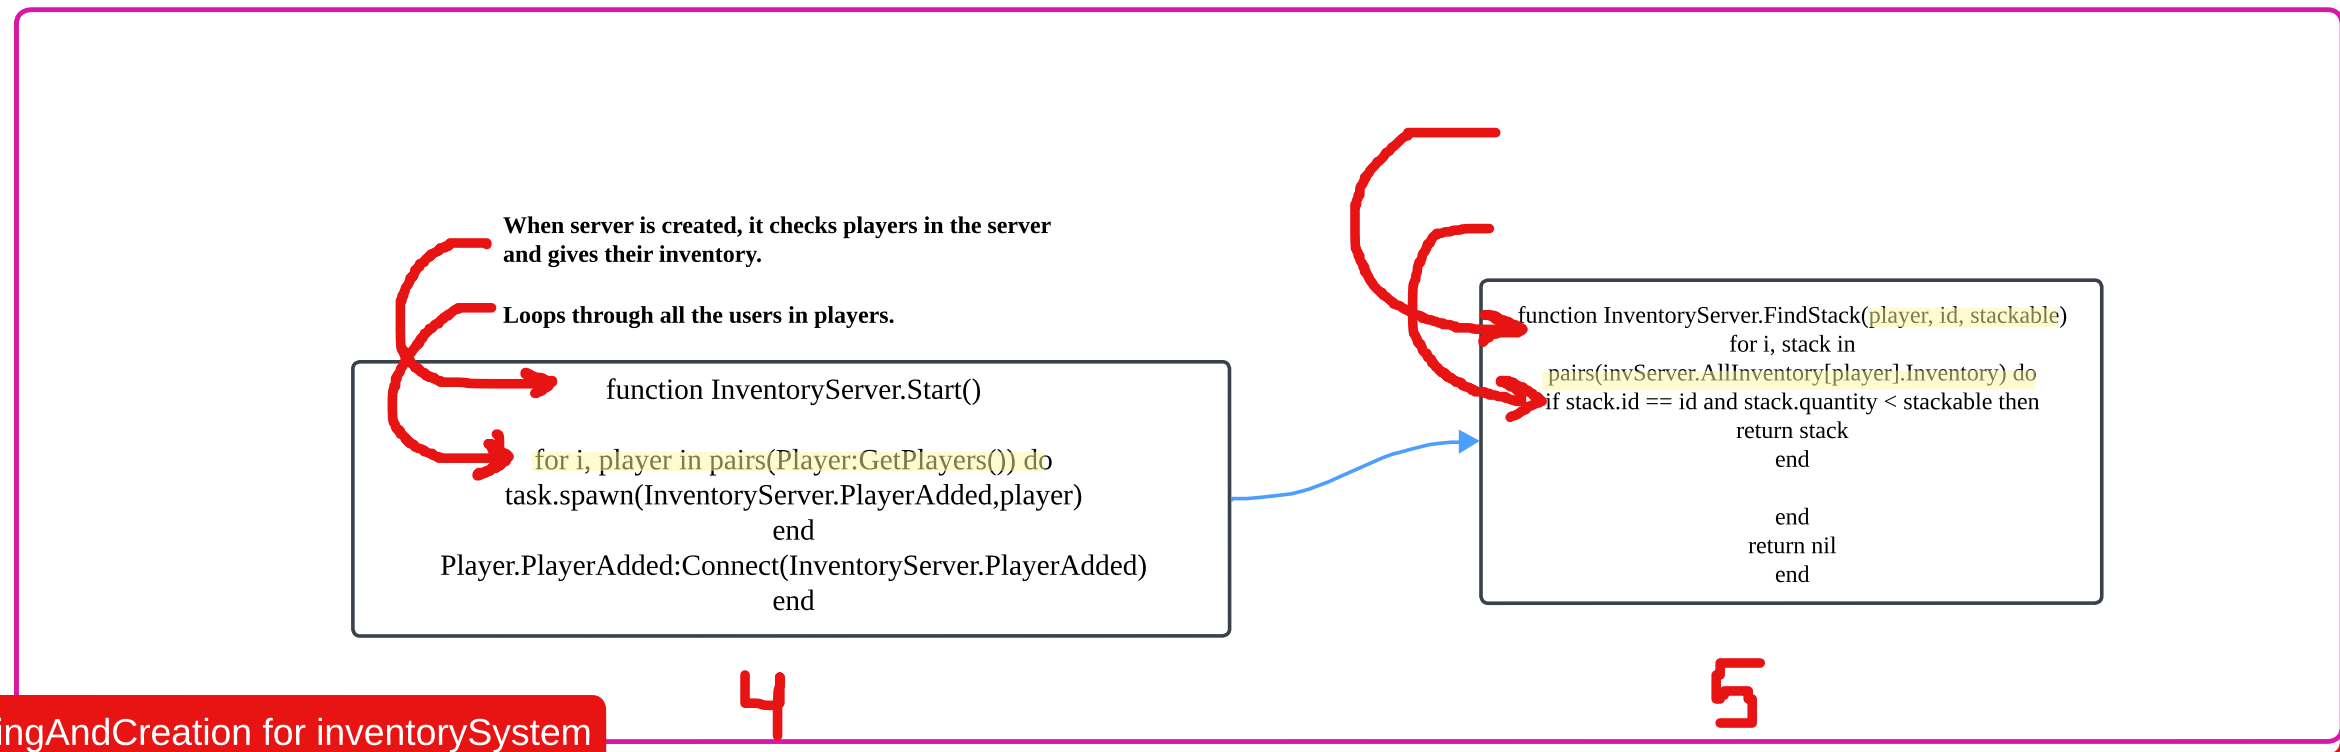 When server is created, it checks players in the server
and gives their inventory.
Loops through all the users in players.
function InventoryServer.Start()
for i, player in pairs(Player:GetPlayers()) do
task.spawn(InventoryServer.PlayerAdded,player)
end
Player.PlayerAdded:Connect(InventoryServer.PlayerAdded)
end
4
function InventoryServer.FindStack(player, id, stackable)
for i, stack in
pairs(invServer.AllInventory[player].Inventory) do
if stack.id == id and stack.quantity < stackable then
return stack
end
end
return nil
end
5
ingAndCreation for inventorySystem